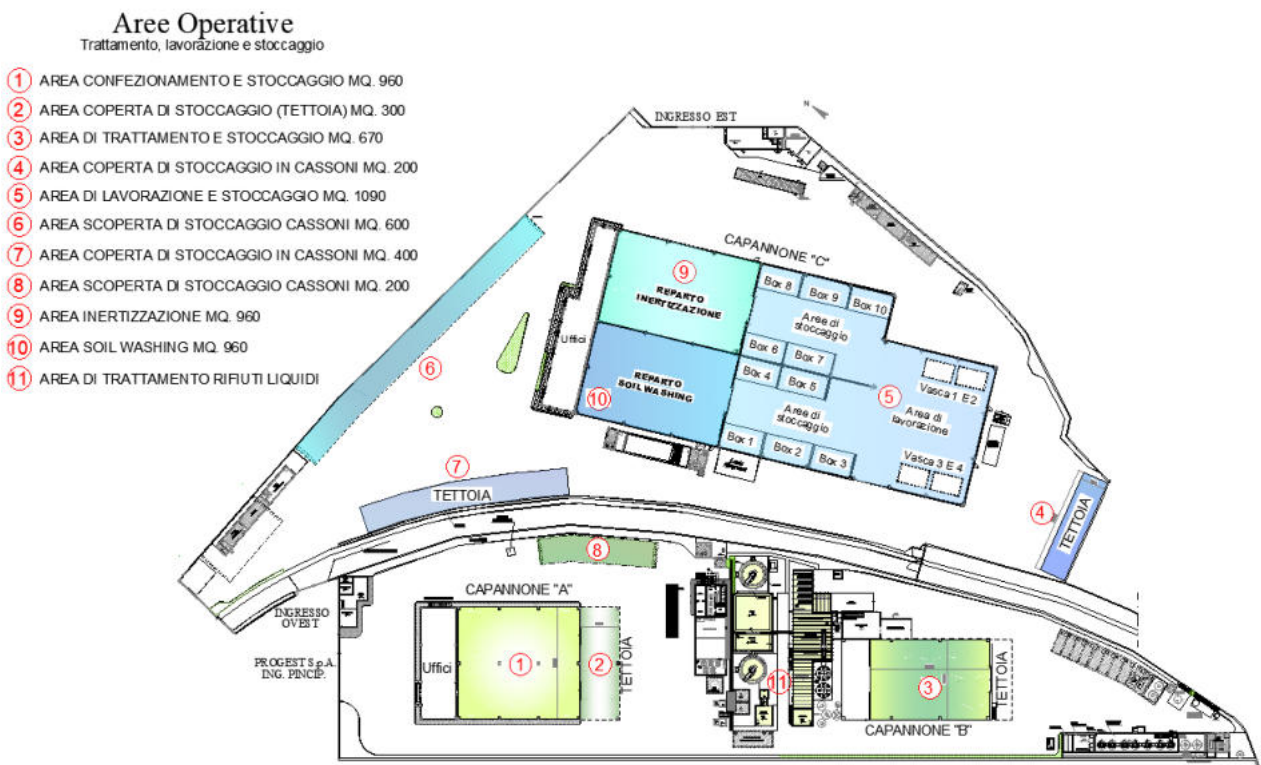 Aree Operative
Trattamento, lavorazione e stoccaggio
1 AREA CONFEZIONAMENTO E STOCCAGGIO MQ. 960
2 AREA COPERTA DI STOCCAGGIO (TETTOIA) MQ. 300
3 AREA DI TRATTAMENTO E STOCCAGGIO MQ. 670
4 AREA COPERTA DI STOCCAGGIO IN CASSONI MQ. 200
5 AREA DI LAVORAZIONE E STOCCAGGIO MQ. 1090
6 AREA SCOPERTA DI STOCCAGGIO CASSONI MQ. 600
7 AREA COPERTA DI STOCCAGGIO IN CASSONI MQ. 400
8 AREA SCOPERTA DI STOCCAGGIO CASSONI MQ. 200
9 AREA INERTIZZAZIONE MQ. 960
10 AREA SOIL WASHING MQ. 960
11 AREA DI TRATTAMENTO RIFIUTI LIQUIDI
N
INGRESSO EST
CAPANNONE "C"
9
REPARTO
INERTIZZAZIONE
Box 8
Box 9
Box 10
Aree di
stoccaggio
Uffici
Box 6
Box 7
Box 4
Box 5
6
REPARTO
SOIL WASHING
10
5
Vasca 1 E 2
Area di
lavorazione
Aree di
stoccaggio
Box 1
Box 2
Box 3
Vasca 3 E 4
7
TETTOIA
4
TETTOIA
8
CAPANNONE "A"
INGRESSO
OVEST
PROGEST S.p.A.
ING. PINCIP.
Uffici
1
2
TETTOIA
11
3
TETTOIA
CAPANNONE "B"